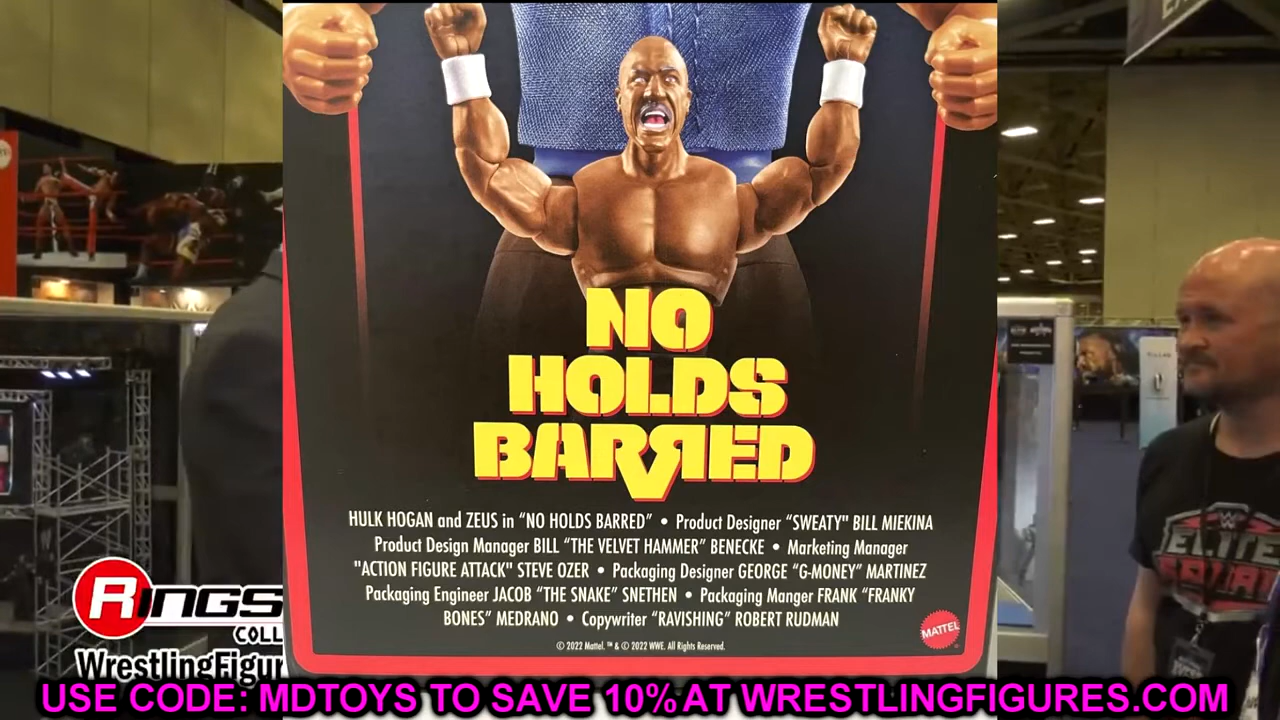 NO
HOLDS
BARRED
HULK HOGAN and ZEUS in “NO HOLDS BARRED” • Product Designer “SWEATY" BILL MIEKINA
Product Design Manager BILL “THE VELVET HAMMER” BENECKE • Marketing Manager
"ACTION FIGURE ATTACK" STEVE OZER • Packaging Designer GEORGE “G-MONEY” MARTINEZ
Packaging Engineer JACOB “THE SNAKE” SNETHEN • Packaging Manger FRANK “FRANKY
BONES” MEDRANO • Copywriter “RAVISHING” ROBERT RUDMAN
MATTEL
© 2022 Mattel. ™ & © 2022 WWE. All Rights Reserved.
ELITE
SQUAD
RINGS
COLL
WrestlingFigur
USE CODE: MDTOYS TO SAVE 10% AT WRESTLINGFIGURES.COM